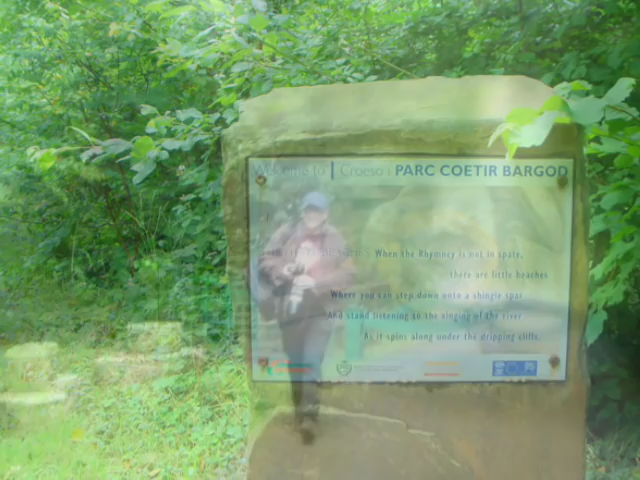 Welcome to | Croeso i PARC COETIR BARGOD
When the Rhymney is not in spate,
there are little beaches
Where you can step down onto a shingle spar
And stand listening to the singing of the river
As it spins along under the dripping cliffs.